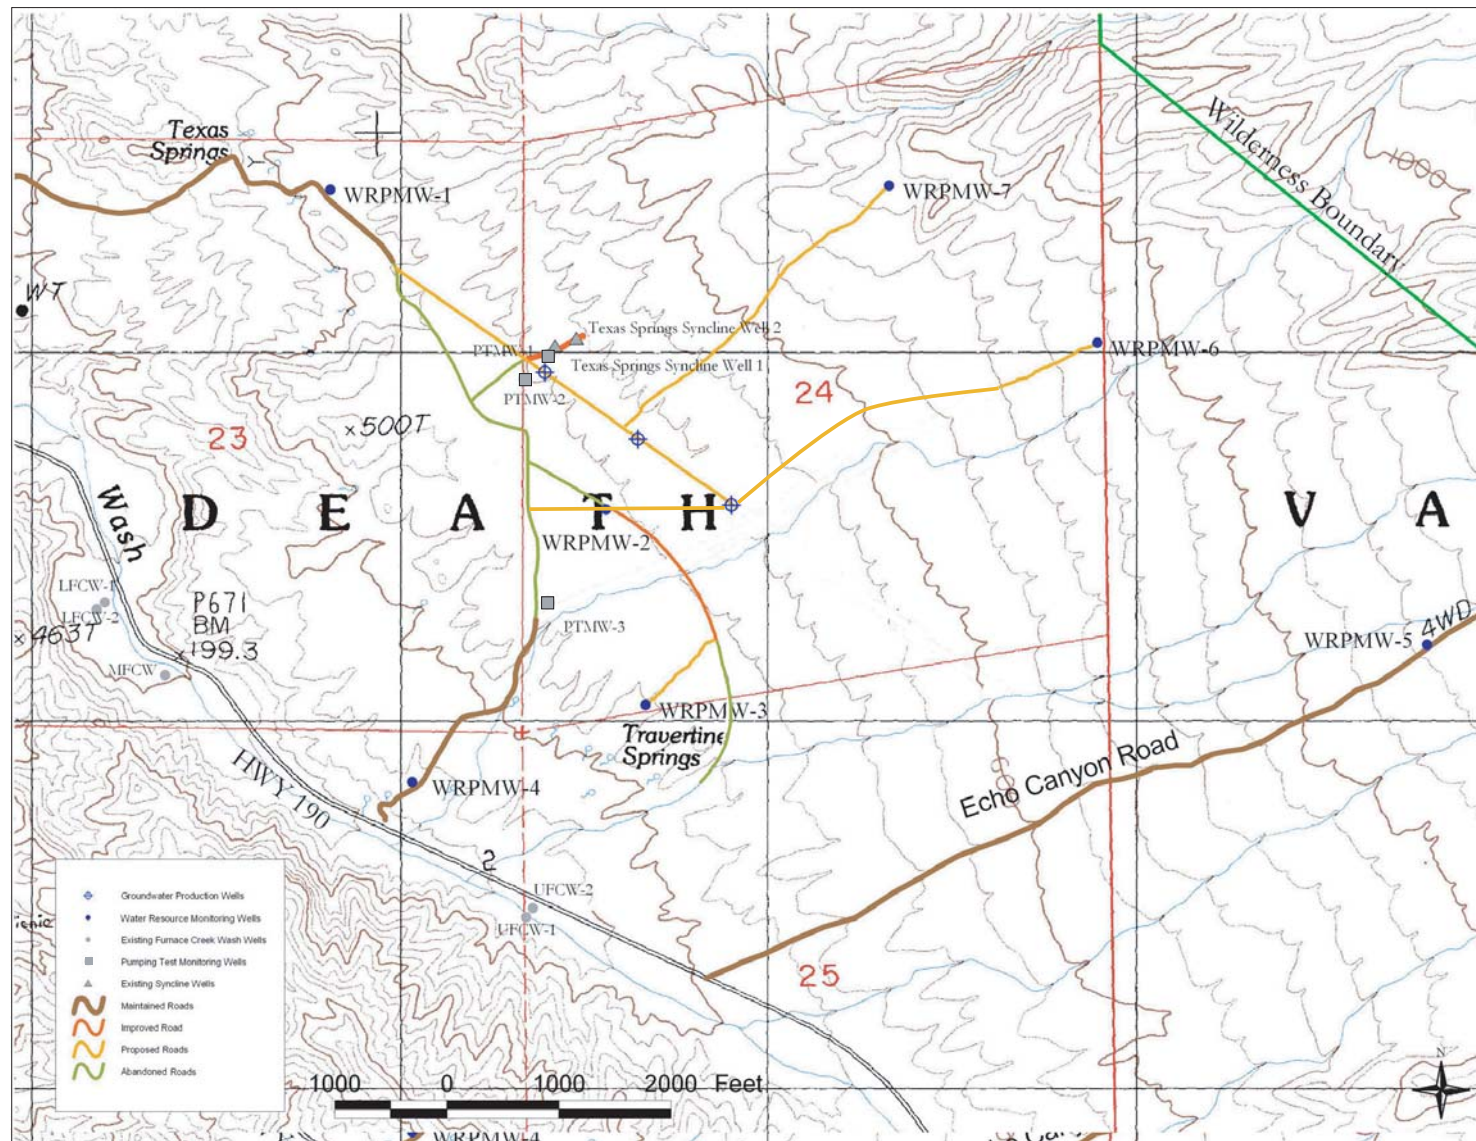 Texas
Springs
WRPMW-1
WRPMW-7
1000
Wilderness Boundary
WT
Texas Springs Syncline Well 2
PTMW-1
WRPMW-6
Texas Springs Syncline Well 1
24
PTMW-2
23
×500T
D E A T H V A
Wash
WRPMW-2
LFCW-1
LFCW-2
P671
BM
×199.3
×463T
PTMW-3
WRPMW-5
4WD
MFCW
WRPMW-3
Travertine
Springs
HWY 190
WRPMW-4
Echo Canyon Road
2
UFCW-2
UFCW-1
25
Groundwater Production Wells
Water Resource Monitoring Wells
Existing Furnace Creek Wash Wells
Pumping Test Monitoring Wells
Existing Syncline Wells
Maintained Roads
Improved Road
Proposed Roads
Abandoned Roads
1000 0 1000 2000 Feet
N
WRPMW-4